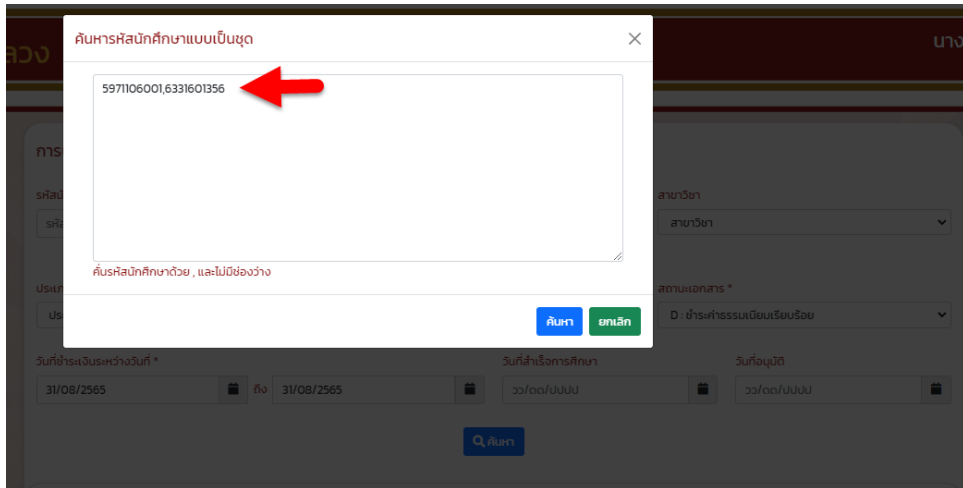 ลวง
นาง
ค้นหารหัสนักศึกษาแบบเป็นชุด
5971106001,6331601356
คั่นรหัสนักศึกษาด้วย , และไม่มีช่องว่าง
ค้นหา ยกเลิก
สาขาวิชา
สาขาวิชา
สถานะเอกสาร *
D : ชำระค่าธรรมเนียมเรียบร้อย
วันที่ชำระเงินระหว่างวันที่ * วันที่สำเร็จการศึกษา วันที่อนุมัติ
31/08/2565 ถึง 31/08/2565 วว/ดด/ปปปป วว/ดด/ปปปป
ค้นหา